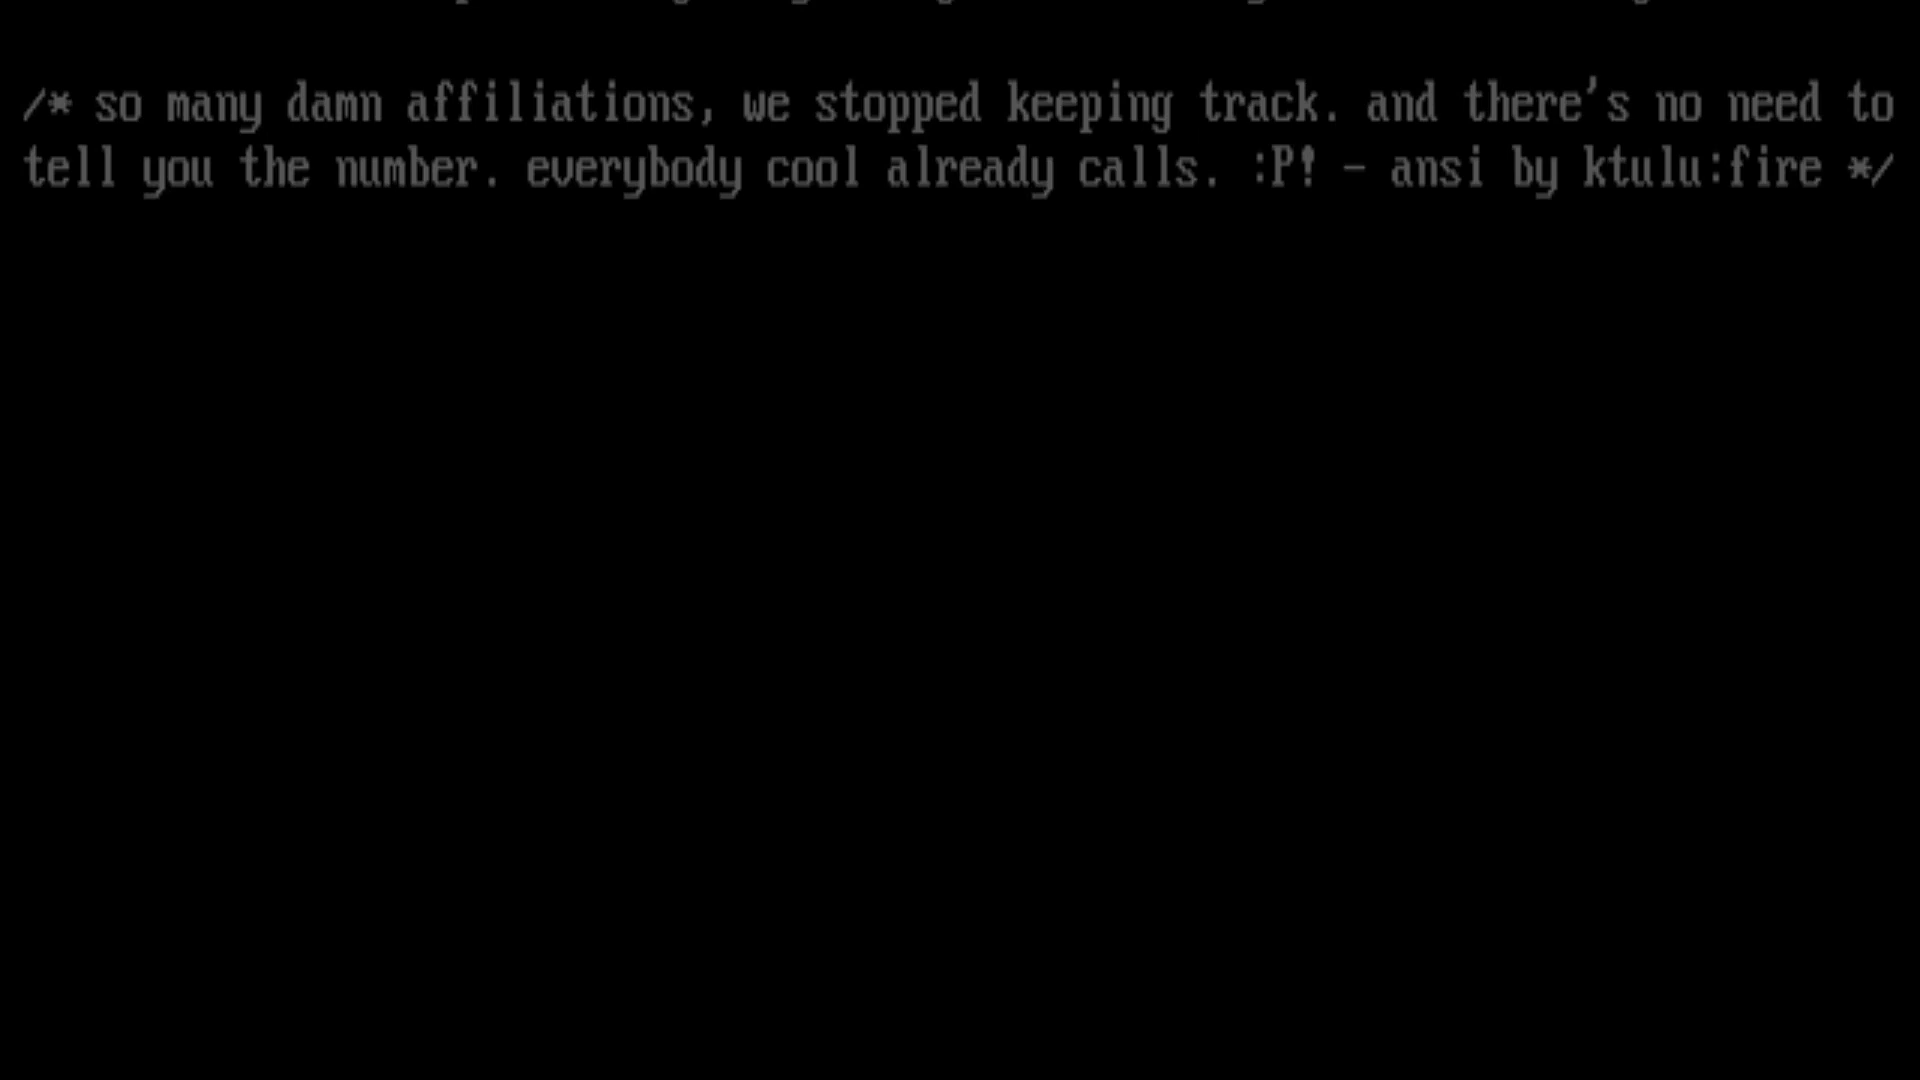 /* so many damn affiliations, we stopped keeping track. and there's no need to
tell you the number. everybody cool already calls. :P! - ansi by ktulu:fire */